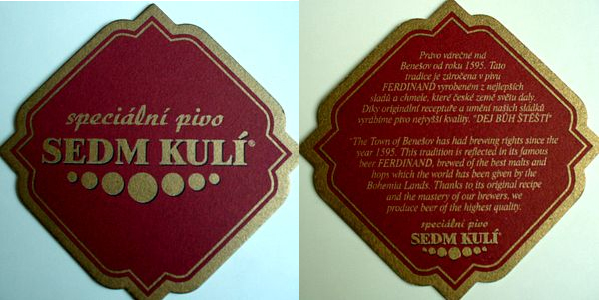 speciální pivo
SEDM KULÍ®
Právo várečné má
Benešov od roku 1595. Tato
tradice je zúročena v pivu
FERDINAND vyrobeném z nejlepších
sladů a chmele, které české země světu daly.
Díky originální receptuře a umění našich sládků
vyrábíme pivo nejvyšší kvality. "DEJ BŮH ŠTĚSTÍ"
"The Town of Benešov has had brewing rights since the
year 1595. This tradition is reflected in its famous
beer FERDINAND, brewed of the best malts and
hops which the world has been given by the
Bohemia Lands. Thanks to its original recipe
and the mastery of our brewers, we
produce beer of the highest quality.
speciální pivo
SEDM KULÍ®